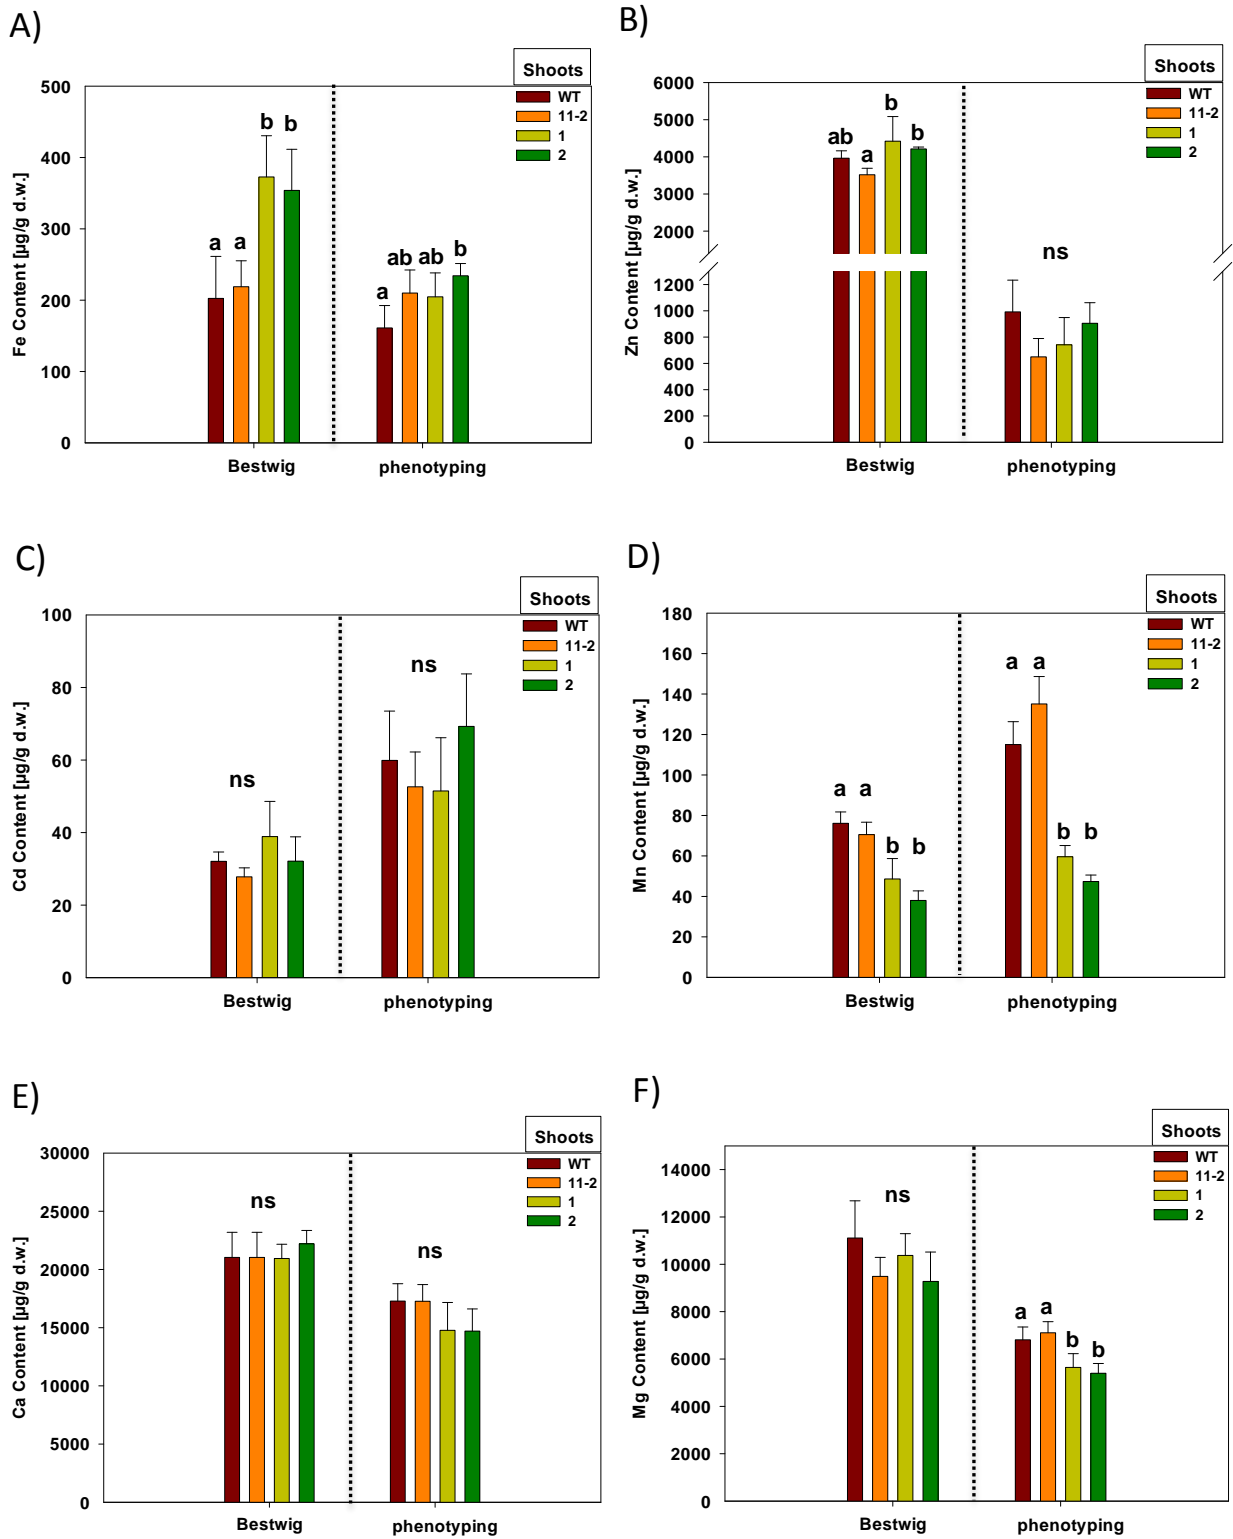 A)
Shoots
WT
11-2
1
2
500
400
300
200
100
0
Fe Content [µg/g d.w.]
a a b b
a ab ab b
Bestwig phenotyping
B)
Shoots
WT
11-2
1
2
6000
5000
4000
3000
2000
1200
1000
800
600
400
200
0
Zn Content [µg/g d.w.]
ab a b b
ns
Bestwig phenotyping
C)
Shoots
WT
11-2
1
2
100
80
60
40
20
0
Cd Content [µg/g d.w.]
ns
ns
Bestwig phenotyping
D)
Shoots
WT
11-2
1
2
180
160
140
120
100
80
60
40
20
0
Mn Content [µg/g d.w.]
a a b b
a a b b
Bestwig phenotyping
E)
Shoots
WT
11-2
1
2
30000
25000
20000
15000
10000
5000
0
Ca Content [µg/g d.w.]
ns
ns
Bestwig phenotyping
F)
Shoots
WT
11-2
1
2
14000
12000
10000
8000
6000
4000
2000
0
Mg Content [µg/g d.w.]
ns
a a b b
Bestwig phenotyping